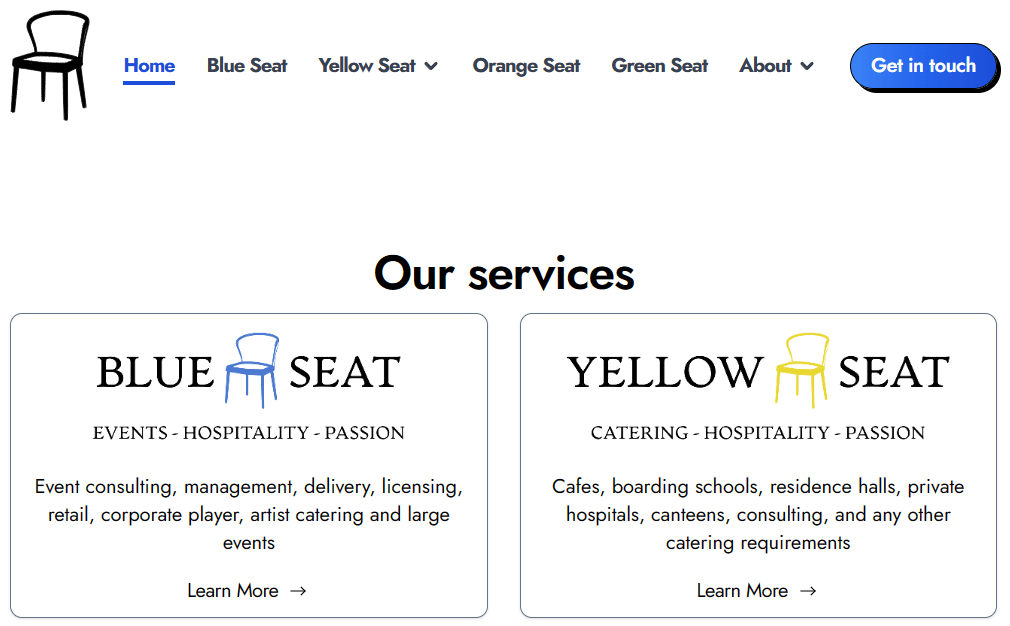 Home Blue Seat Yellow Seat Orange Seat Green Seat About Get in touch
Our services
BLUE SEAT
EVENTS - HOSPITALITY - PASSION
Event consulting, management, delivery, licensing,
retail, corporate player, artist catering and large
events
Learn More →
YELLOW SEAT
CATERING - HOSPITALITY - PASSION
Cafes, boarding schools, residence halls, private
hospitals, canteens, consulting, and any other
catering requirements
Learn More →